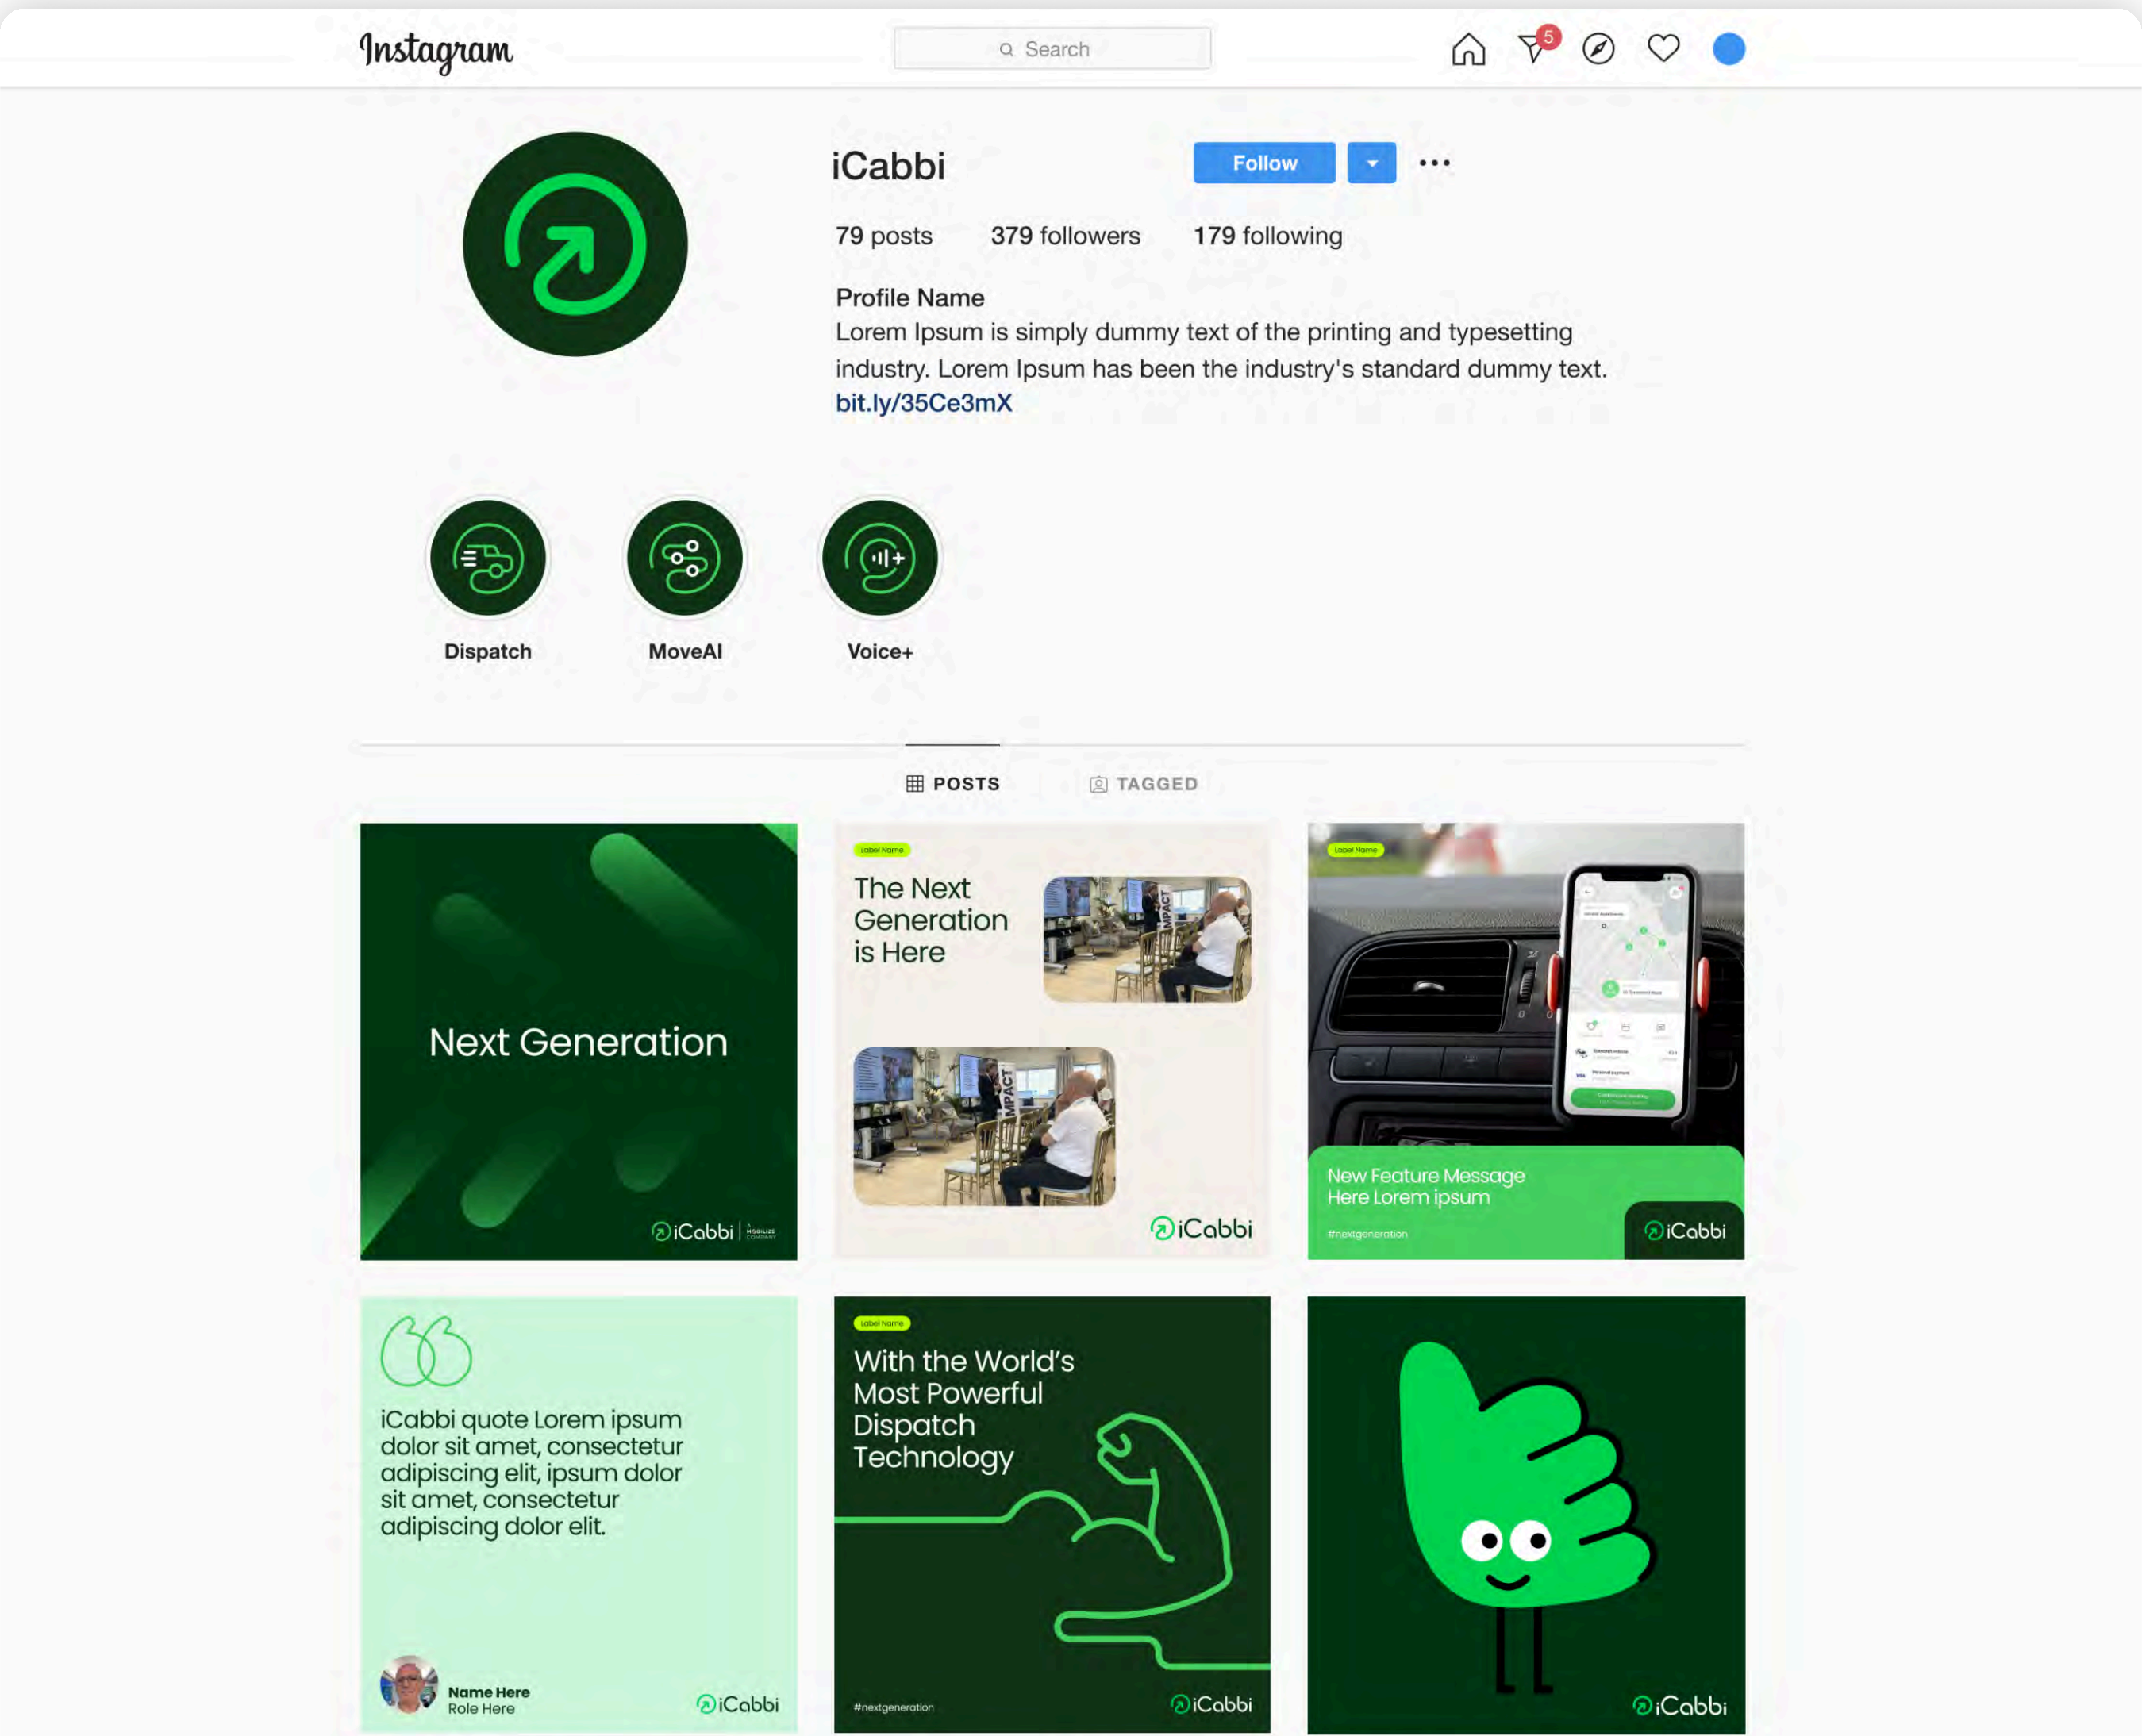 Instagram
Search
5
iCabbi
Follow
79 posts 379 followers 179 following
Profile Name
Lorem Ipsum is simply dummy text of the printing and typesetting
industry. Lorem Ipsum has been the industry's standard dummy text.
bit.ly/35Ce3mX
Dispatch MoveAI Voice+
POSTS TAGGED
Next Generation
iCabbi
A
MOBILIZE
COMPANY
Label Name
The Next
Generation
is Here
MPACT
MPACT
iCabbi
Label Name
New Feature Message
Here Lorem ipsum
#nextgeneration
iCabbi
iCabbi quote Lorem ipsum
dolor sit amet, consectetur
adipiscing elit, ipsum dolor
sit amet, consectetur
adipiscing dolor elit.
Name Here
Role Here
iCabbi
Label Name
With the World's
Most Powerful
Dispatch
Technology
#nextgeneration
iCabbi
iCabbi